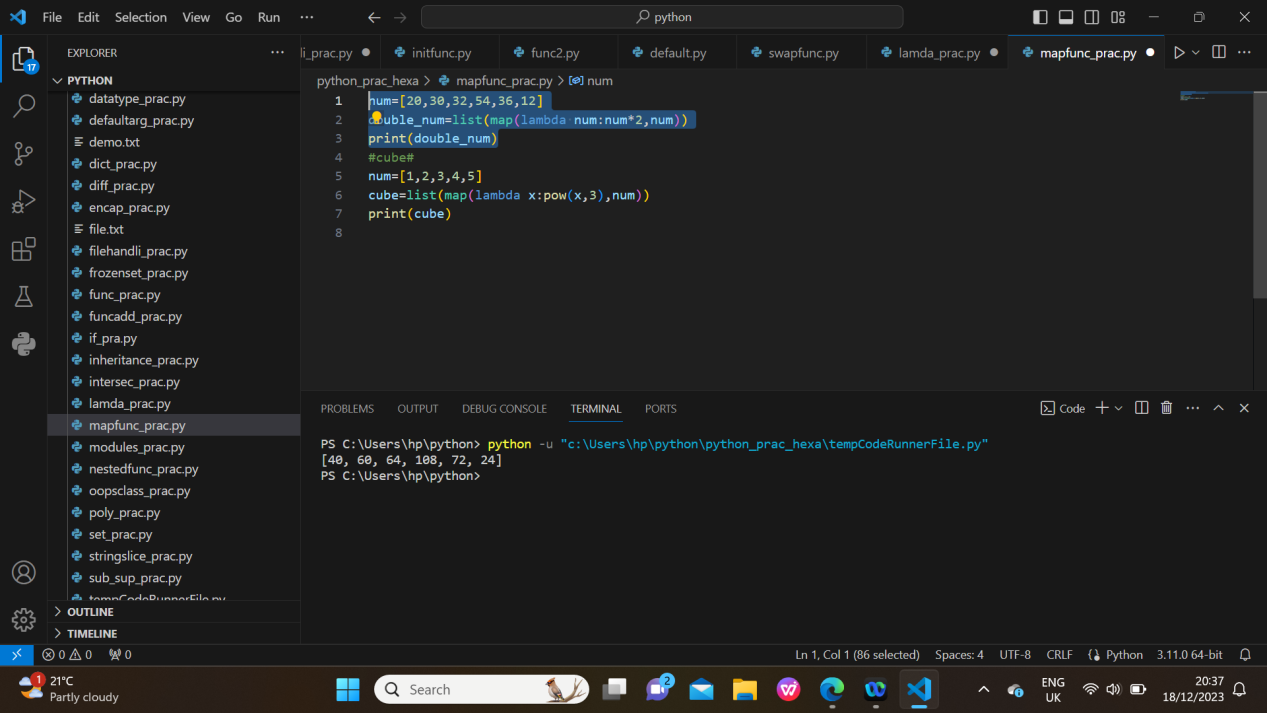 File Edit Selection View Go Run ··· python
EXPLORER ···
17
PYTHON
datatype_prac.py
defaultarg_prac.py
demo.txt
dict_prac.py
diff_prac.py
encap_prac.py
file.txt
filehandli_prac.py
frozenset_prac.py
func_prac.py
funcadd_prac.py
if_pra.py
inheritance_prac.py
intersec_prac.py
lamda_prac.py
mapfunc_prac.py
modules_prac.py
nestedfunc_prac.py
oopsclass_prac.py
poly_prac.py
set_prac.py
stringslice_prac.py
sub_sup_prac.py
tempCodeRunnerFile.py
OUTLINE
TIMELINE
li_prac.py initfunc.py func2.py default.py swapfunc.py lamda_prac.py mapfunc_prac.py ···
python_prac_hexa > mapfunc_prac.py > num
1 num=[20,30,32,54,36,12]
2 double_num=list(map(lambda num:num*2,num))
3 print(double_num)
4 #cube#
5 num=[1,2,3,4,5]
6 cube=list(map(lambda x:pow(x,3),num))
7 print(cube)
8
PROBLEMS OUTPUT DEBUG CONSOLE TERMINAL PORTS Code ···
PS C:\Users\hp\python> python -u "c:\Users\hp\python\python_prac_hexa\tempCodeRunnerFile.py"
[40, 60, 64, 108, 72, 24]
PS C:\Users\hp\python>
0 0 0 Ln 1, Col 1 (86 selected) Spaces: 4 UTF-8 CRLF Python 3.11.0 64-bit
1 21°C
Partly cloudy
Search
2
ENG
UK
20:37
18/12/2023